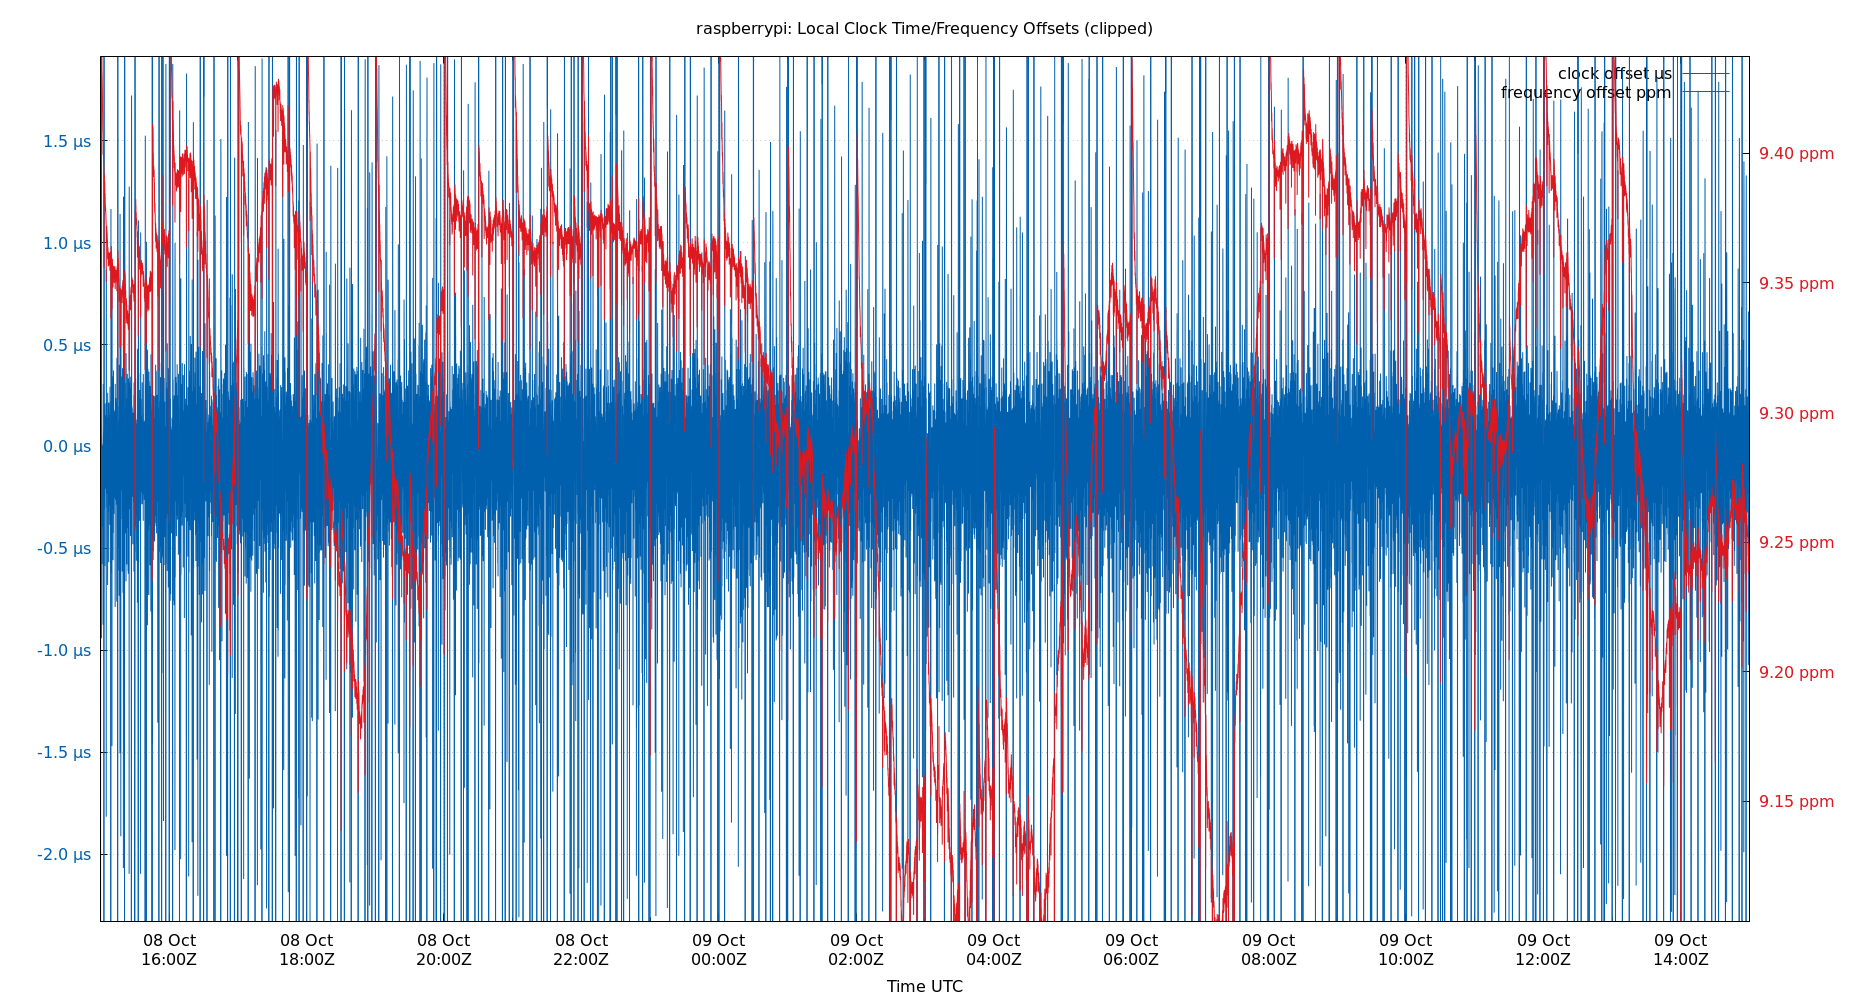 raspberrypi: Local Clock Time/Frequency Offsets (clipped)
clock offset µs
frequency offset ppm
1.5 µs
1.0 µs
0.5 µs
0.0 µs
-0.5 µs
-1.0 µs
-1.5 µs
-2.0 µs
9.40 ppm
9.35 ppm
9.30 ppm
9.25 ppm
9.20 ppm
9.15 ppm
08 Oct 08 Oct 08 Oct 08 Oct 09 Oct 09 Oct 09 Oct 09 Oct 09 Oct 09 Oct 09 Oct 09 Oct
16:00Z 18:00Z 20:00Z 22:00Z 00:00Z 02:00Z 04:00Z 06:00Z 08:00Z 10:00Z 12:00Z 14:00Z
Time UTC